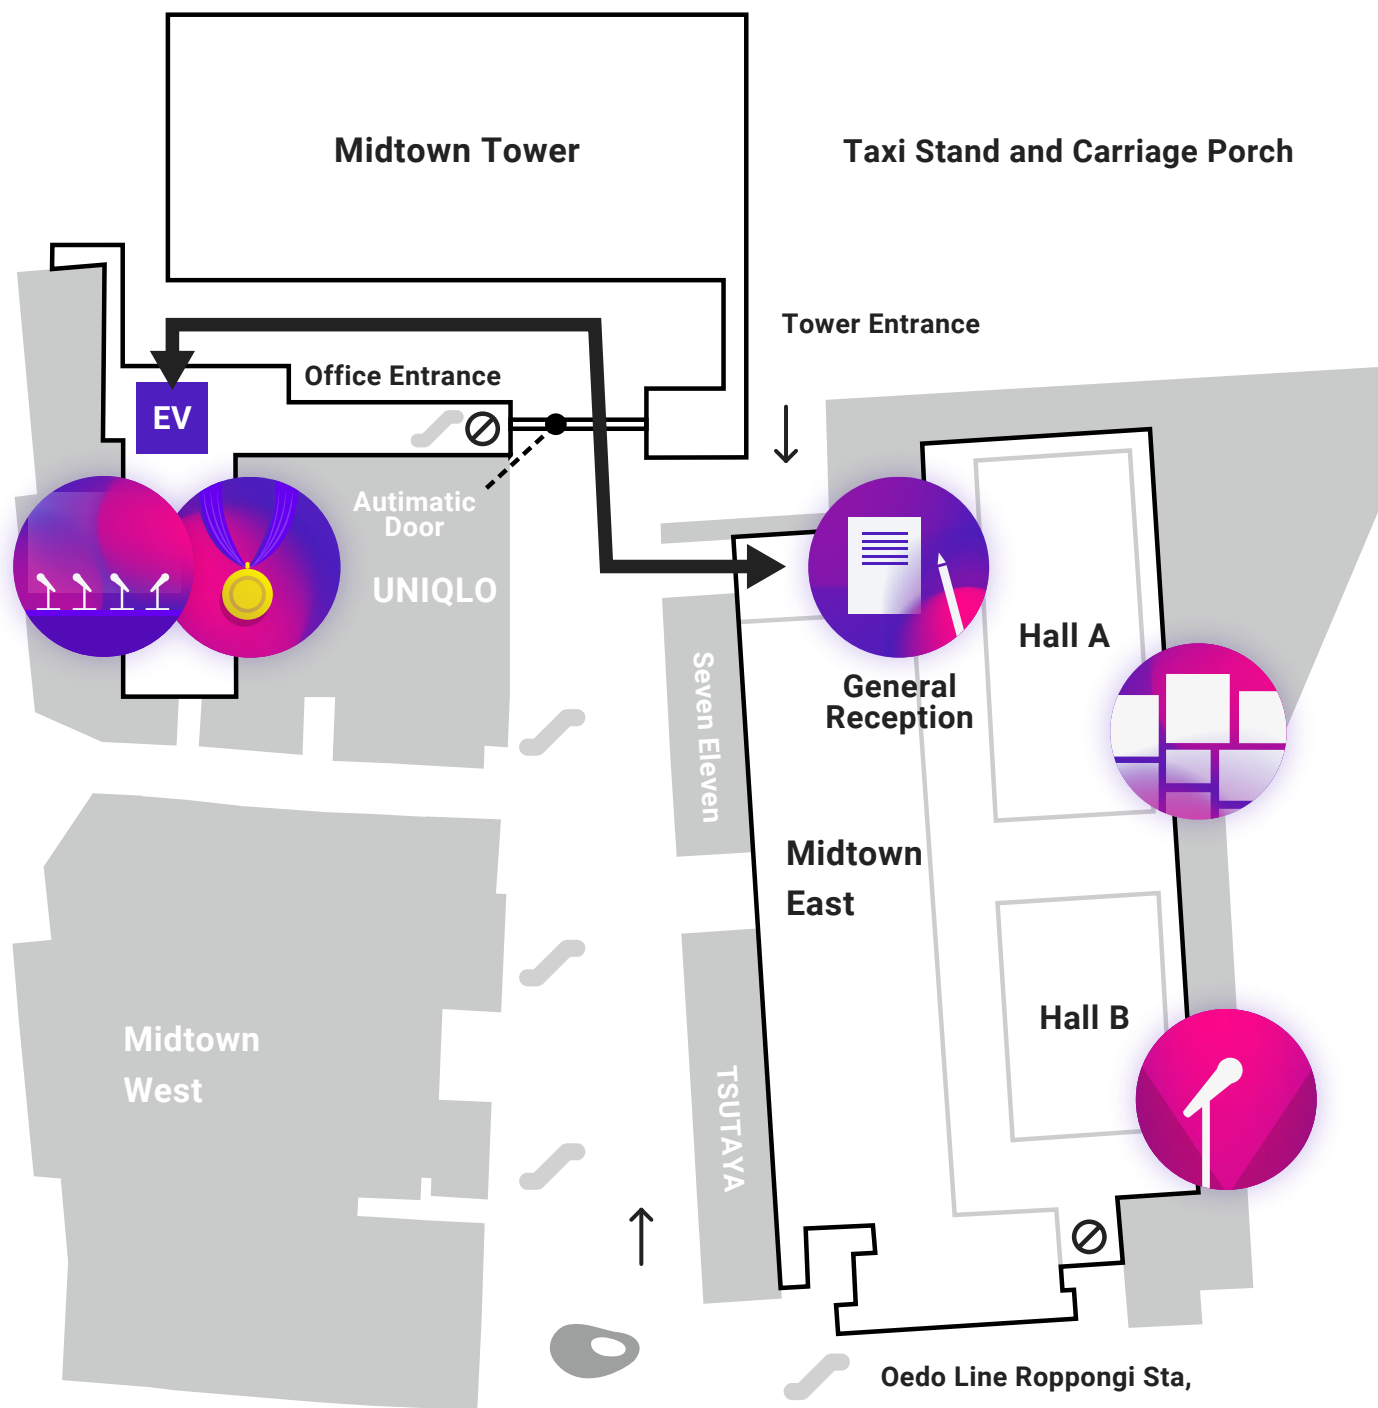 Midtown Tower
Taxi Stand and Carriage Porch
Tower Entrance
Office Entrance
EV
Autimatic
Door
UNIQLO
Hall A
Seven Eleven
General
Reception
Midtown
East
Hall B
Midtown
West
TSUTAYA
Oedo Line Roppongi Sta,